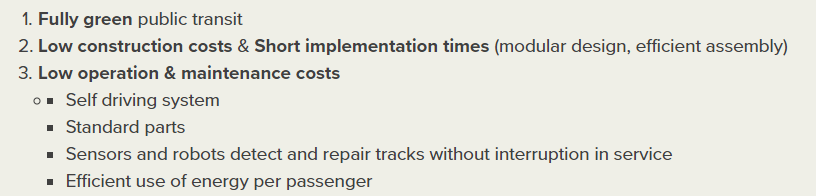 1. Fully green public transit
2. Low construction costs & Short implementation times (modular design, efficient assembly)
3. Low operation & maintenance costs
Self driving system
Standard parts
Sensors and robots detect and repair tracks without interruption in service
Efficient use of energy per passenger